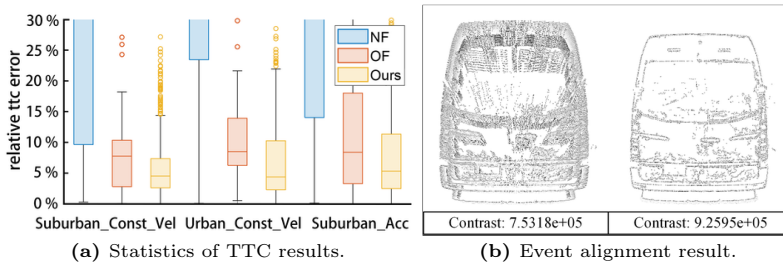 30 %
25 %
20 %
15 %
10 %
5 %
0 %
relative ttc error
NF
OF
Ours
Suburban_Const_Vel Urban_Const_Vel Suburban_Acc
(a) Statistics of TTC results.
Contrast: 7.5318e+05
Contrast: 9.2595e+05
(b) Event alignment result.